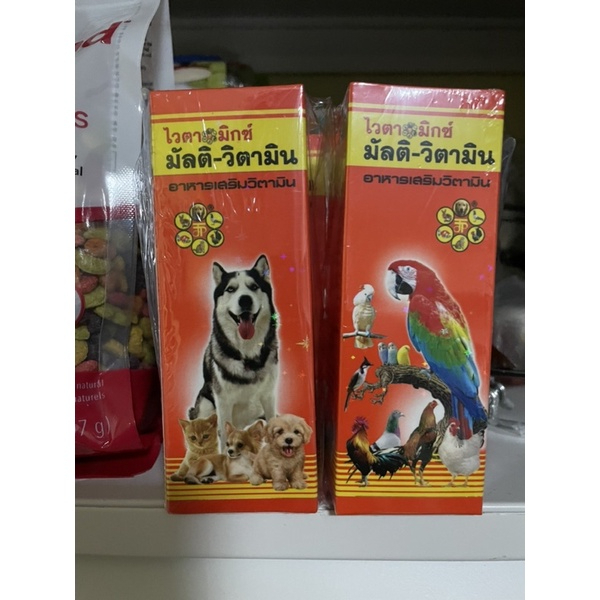 ไวตามิกซ์
มัลติ-วิตามิน
อาหารเสริมวิตามิน
ไวตามิกซ์
มัลติ-วิตามิน
อาหารเสริมวิตามิน
natural
naturels
7 g)